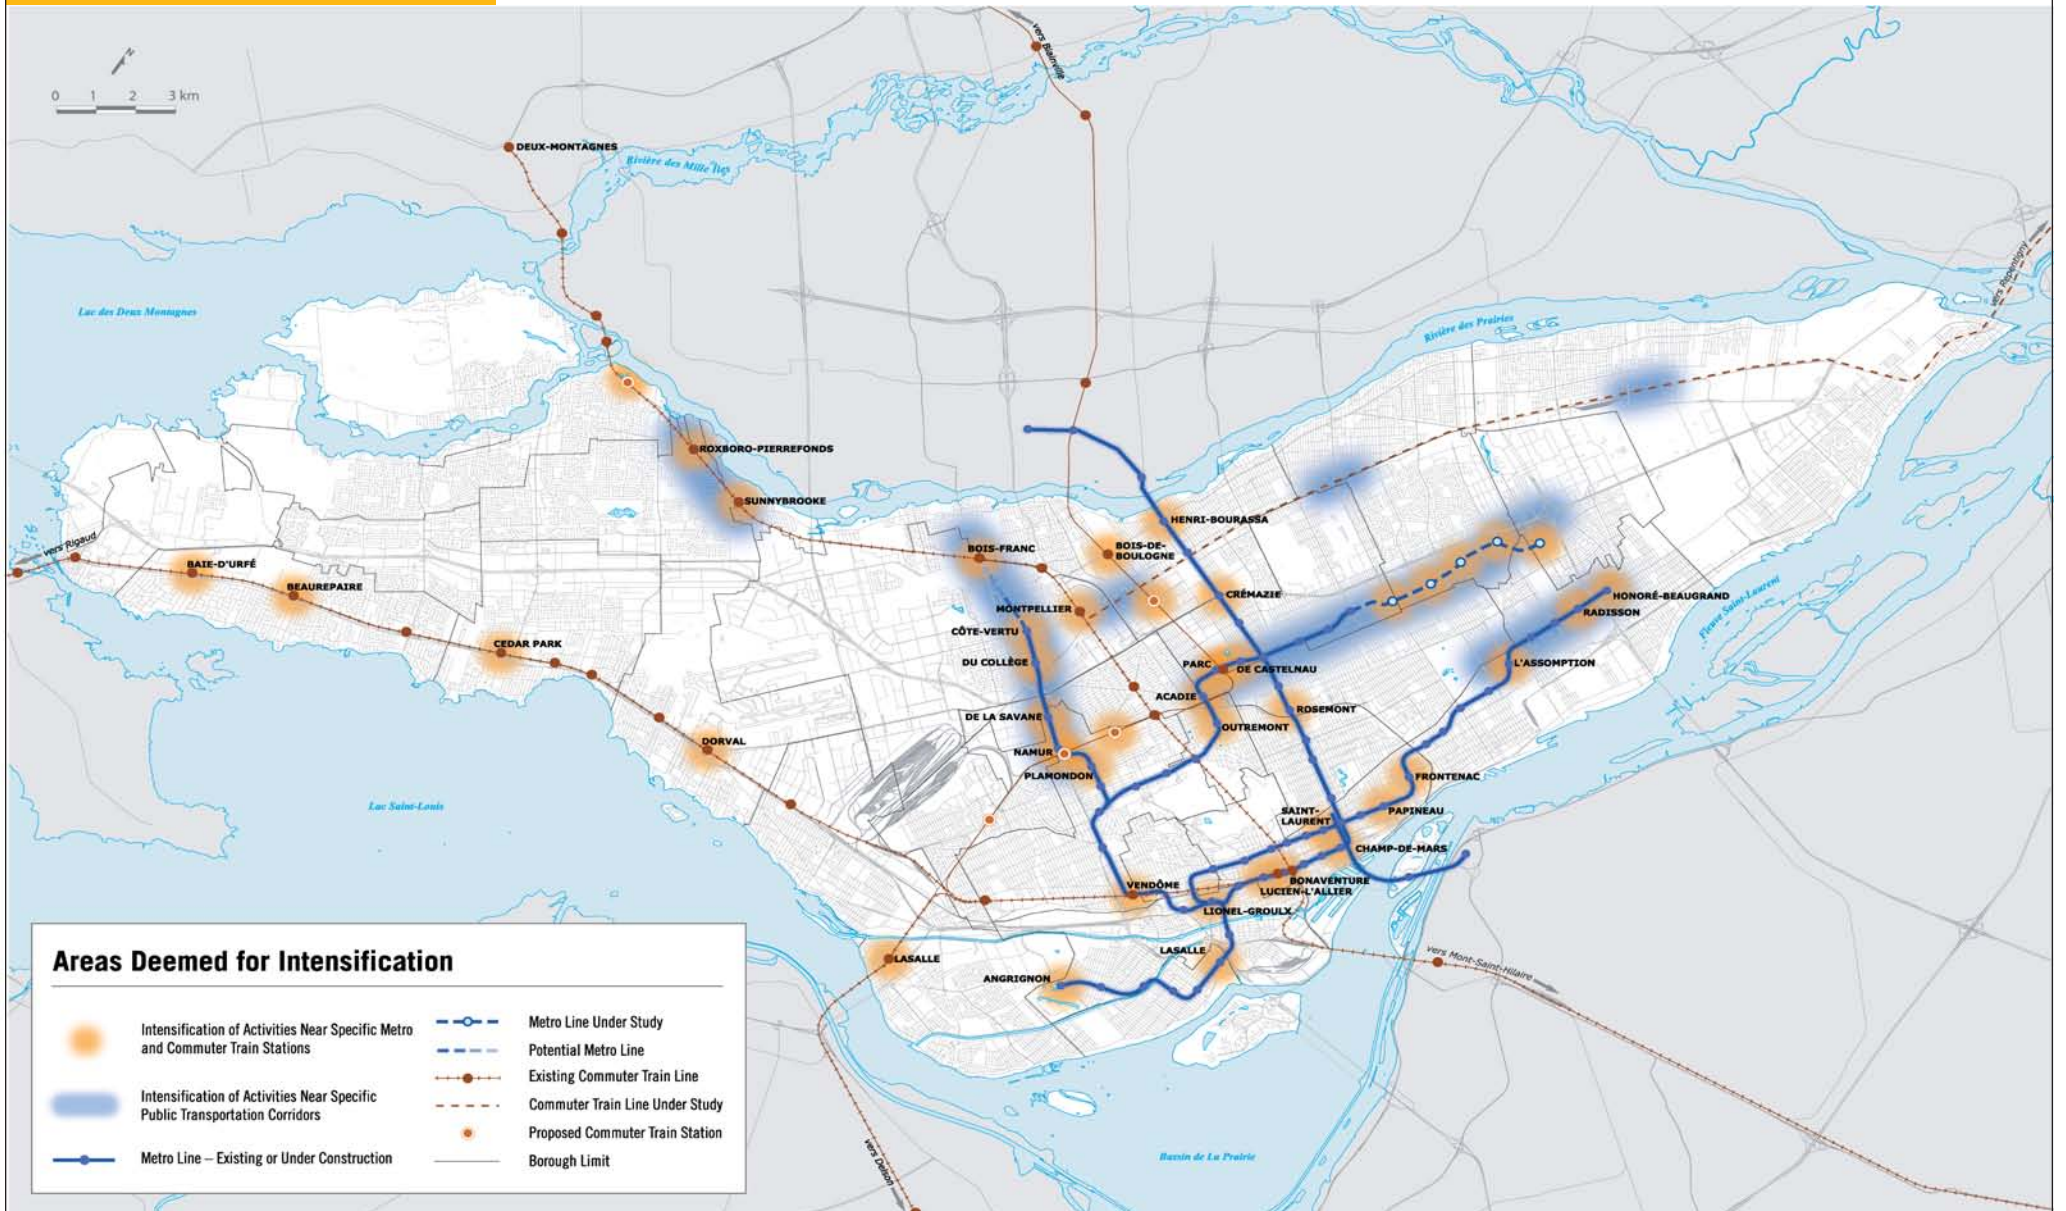 vers Blainville
N
0 1 2 3 km
DEUX-MONTAGNES
Rivière des Mille Îles
vers Repentigny
Lac des Deux Montagnes
Rivière des Prairies
ROXBORO-PIERREFONDS
SUNNYBROOKE
HENRI-BOURASSA
vers Rigaud
BOIS-FRANC
BOIS-DE-
BOULOGNE
BAIE-D'URFÉ
BEAUREPAIRE
CRÉMAZIE
HONORÉ-BEAUGRAND
MONTPELLIER
RADISSON
Fleuve Saint-Laurent
CÔTE-VERTU
CEDAR PARK
DU COLLÈGE
PARC
DE CASTELNAU
L'ASSOMPTION
ACADIE
DE LA SAVANE
ROSEMONT
OUTREMONT
DORVAL
NAMUR
PLAMONDON
FRONTENAC
Lac Saint-Louis
SAINT-
LAURENT
PAPINEAU
CHAMP-DE-MARS
VENDÔME
BONAVENTURE
LUCIEN-L'ALLIER
LIONEL-GROULX
LASALLE
LASALLE
vers Mont-Saint-Hilaire
ANGRIGNON
vers Delson
Bassin de La Prairie
Areas Deemed for Intensification
Intensification of Activities Near Specific Metro
and Commuter Train Stations
Intensification of Activities Near Specific
Public Transportation Corridors
Metro Line – Existing or Under Construction
Metro Line Under Study
Potential Metro Line
Existing Commuter Train Line
Commuter Train Line Under Study
Proposed Commuter Train Station
Borough Limit